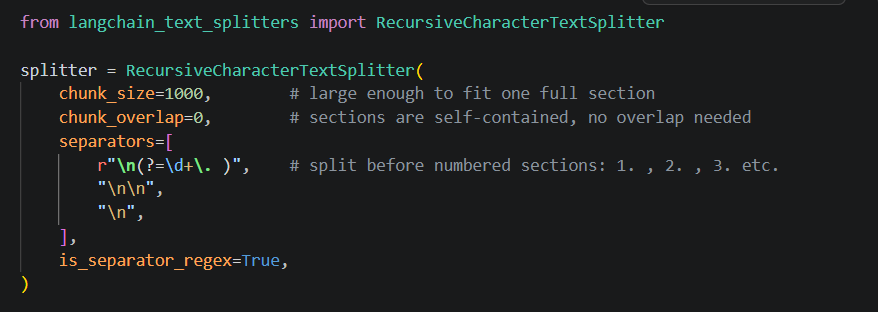 from langchain_text_splitters import RecursiveCharacterTextSplitter

splitter = RecursiveCharacterTextSplitter(
    chunk_size=1000,        # large enough to fit one full section
    chunk_overlap=0,        # sections are self-contained, no overlap needed
    separators=[
        r"\n(?=\d+\. )",    # split before numbered sections: 1. , 2. , 3. etc.
        "\n\n",
        "\n",
    ],
    is_separator_regex=True,
)